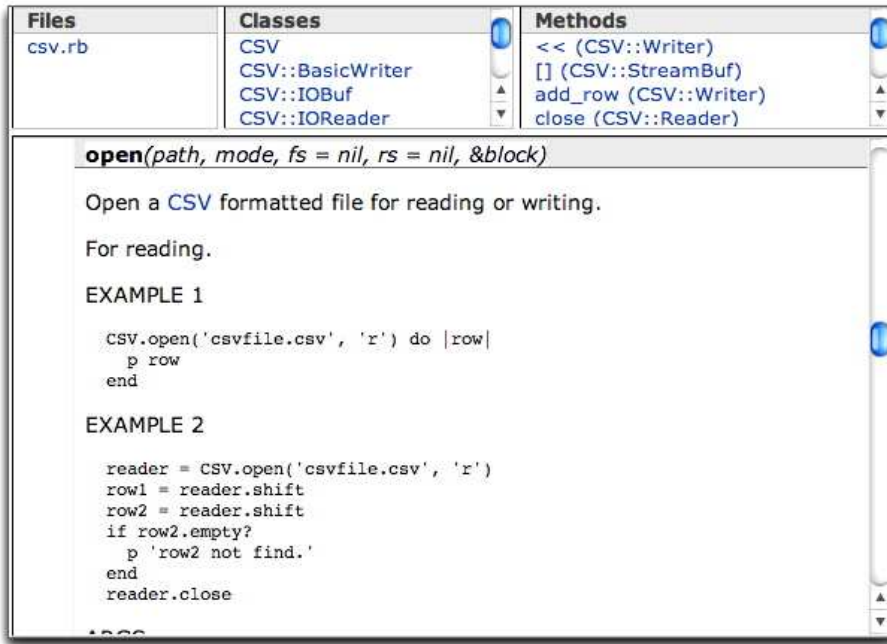 Files
csv.rb
Classes
CSV
CSV::BasicWriter
CSV::IOBuf
CSV::IOReader
Methods
<< (CSV::Writer)
[] (CSV::StreamBuf)
add_row (CSV::Writer)
close (CSV::Reader)
open(path, mode, fs = nil, rs = nil, &block)
Open a CSV formatted file for reading or writing.
For reading.
EXAMPLE 1
CSV.open('csvfile.csv', 'r') do |row|
  p row
end
EXAMPLE 2
reader = CSV.open('csvfile.csv', 'r')
row1 = reader.shift
row2 = reader.shift
if row2.empty?
  p 'row2 not find.'
end
reader.close